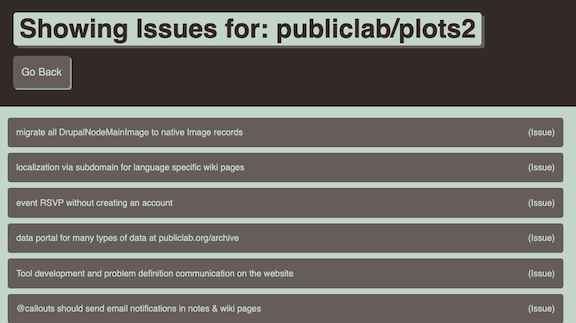 Showing Issues for: publiclab/plots2
Go Back
migrate all DrupalNodeMainImage to native Image records (Issue)
localization via subdomain for language specific wiki pages (Issue)
event RSVP without creating an account (Issue)
data portal for many types of data at publiclab.org/archive (Issue)
Tool development and problem definition communication on the website (Issue)
@callouts should send email notifications in notes & wiki pages (Issue)